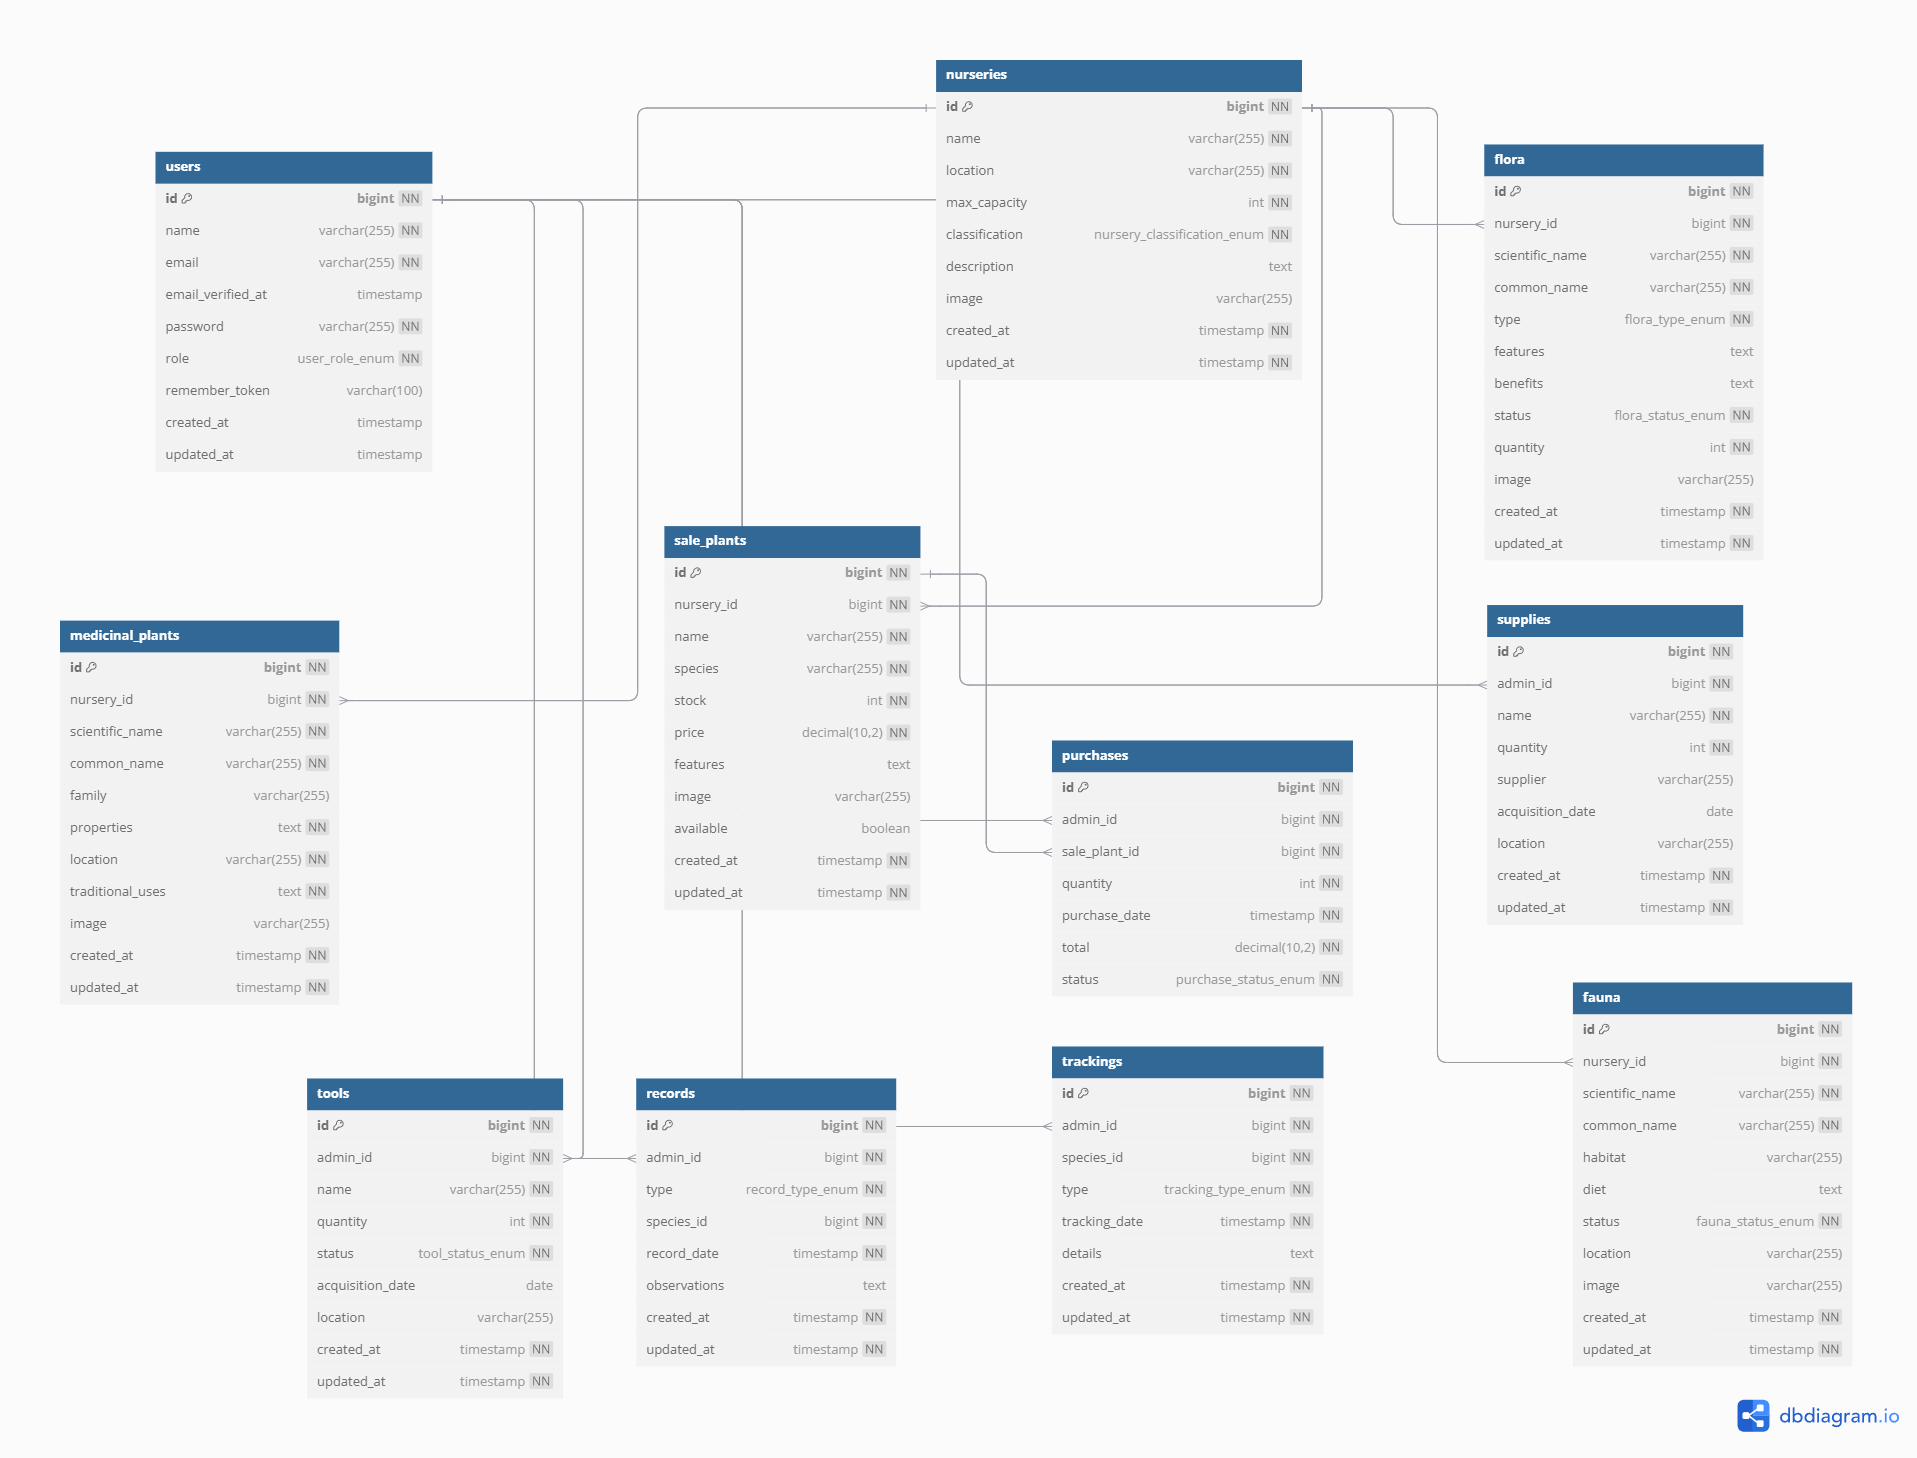 nurseries
id bigint NN
name varchar(255) NN
location varchar(255) NN
max_capacity int NN
classification nursery_classification_enum NN
description text
image varchar(255)
created_at timestamp NN
updated_at timestamp NN
users
id bigint NN
name varchar(255) NN
email varchar(255) NN
email_verified_at timestamp
password varchar(255) NN
role user_role_enum NN
remember_token varchar(100)
created_at timestamp
updated_at timestamp
flora
id bigint NN
nursery_id bigint NN
scientific_name varchar(255) NN
common_name varchar(255) NN
type flora_type_enum NN
features text
benefits text
status flora_status_enum NN
quantity int NN
image varchar(255)
created_at timestamp NN
updated_at timestamp NN
sale_plants
id bigint NN
nursery_id bigint NN
name varchar(255) NN
species varchar(255) NN
stock int NN
price decimal(10,2) NN
features text
image varchar(255)
available boolean
created_at timestamp NN
updated_at timestamp NN
medicinal_plants
id bigint NN
nursery_id bigint NN
scientific_name varchar(255) NN
common_name varchar(255) NN
family varchar(255)
properties text NN
location varchar(255) NN
traditional_uses text NN
image varchar(255)
created_at timestamp NN
updated_at timestamp NN
supplies
id bigint NN
admin_id bigint NN
name varchar(255) NN
quantity int NN
supplier varchar(255)
acquisition_date date
location varchar(255)
created_at timestamp NN
updated_at timestamp NN
purchases
id bigint NN
admin_id bigint NN
sale_plant_id bigint NN
quantity int NN
purchase_date timestamp NN
total decimal(10,2) NN
status purchase_status_enum NN
fauna
id bigint NN
nursery_id bigint NN
scientific_name varchar(255) NN
common_name varchar(255) NN
habitat varchar(255)
diet text
status fauna_status_enum NN
location varchar(255)
image varchar(255)
created_at timestamp NN
updated_at timestamp NN
tools
id bigint NN
admin_id bigint NN
name varchar(255) NN
quantity int NN
status tool_status_enum NN
acquisition_date date
location varchar(255)
created_at timestamp NN
updated_at timestamp NN
records
id bigint NN
admin_id bigint NN
type record_type_enum NN
species_id bigint NN
record_date timestamp NN
observations text
created_at timestamp NN
updated_at timestamp NN
trackings
id bigint NN
admin_id bigint NN
species_id bigint NN
type tracking_type_enum NN
tracking_date timestamp NN
details text
created_at timestamp NN
updated_at timestamp NN
dbdiagram.io